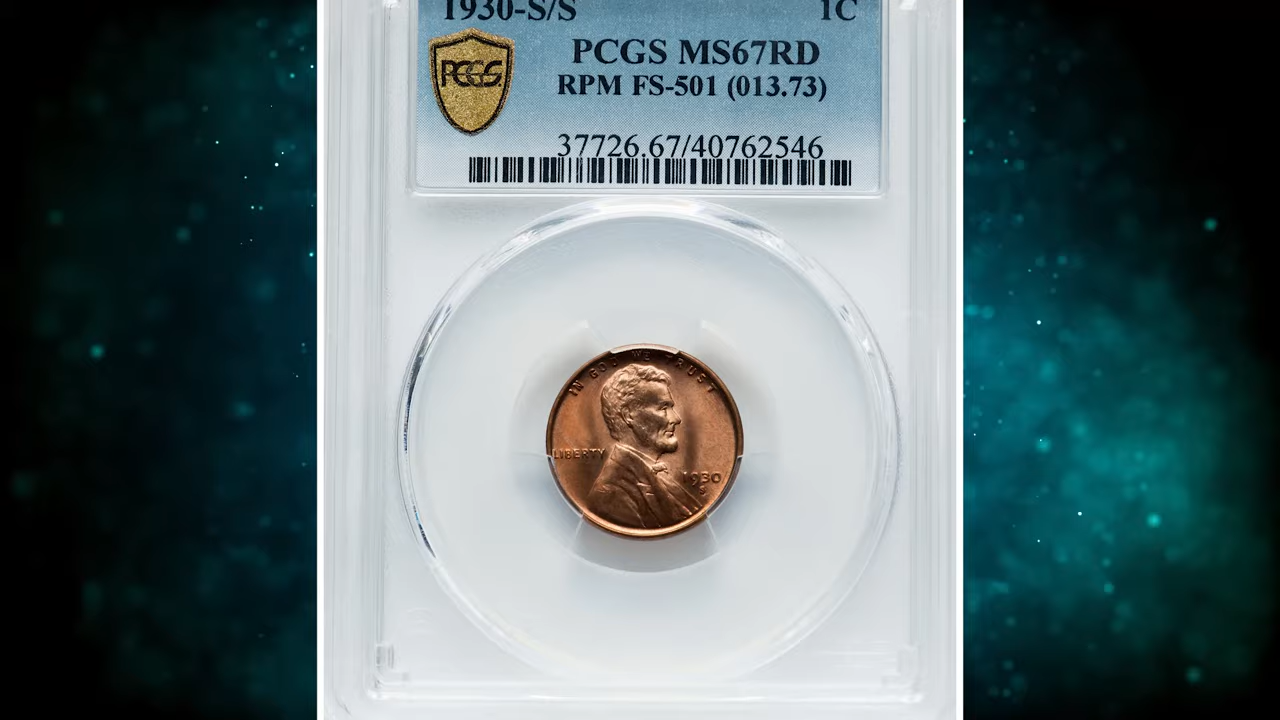 1930-S/S 1C
PCGS
PCGS MS67RD
RPM FS-501 (013.73)
37726.67/40762546
IN GOD WE TRUST
LIBERTY
1930
S